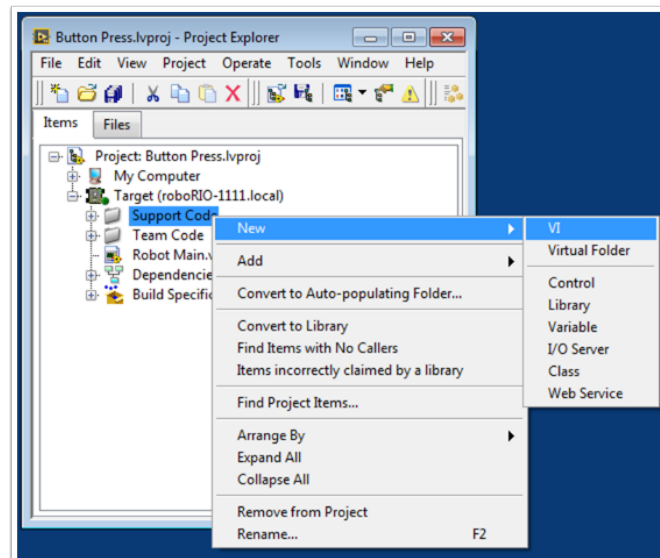 Button Press.lvproj - Project Explorer
File Edit View Project Operate Tools Window Help
Items Files
Project: Button Press.lvproj
My Computer
Target (roboRIO-1111.local)
Support Code
Team Code
Robot Main.v
Dependencie
Build Specific
New
Add
Convert to Auto-populating Folder...
Convert to Library
Find Items with No Callers
Items incorrectly claimed by a library
Find Project Items...
Arrange By
Expand All
Collapse All
Remove from Project
Rename... F2
VI
Virtual Folder
Control
Library
Variable
I/O Server
Class
Web Service